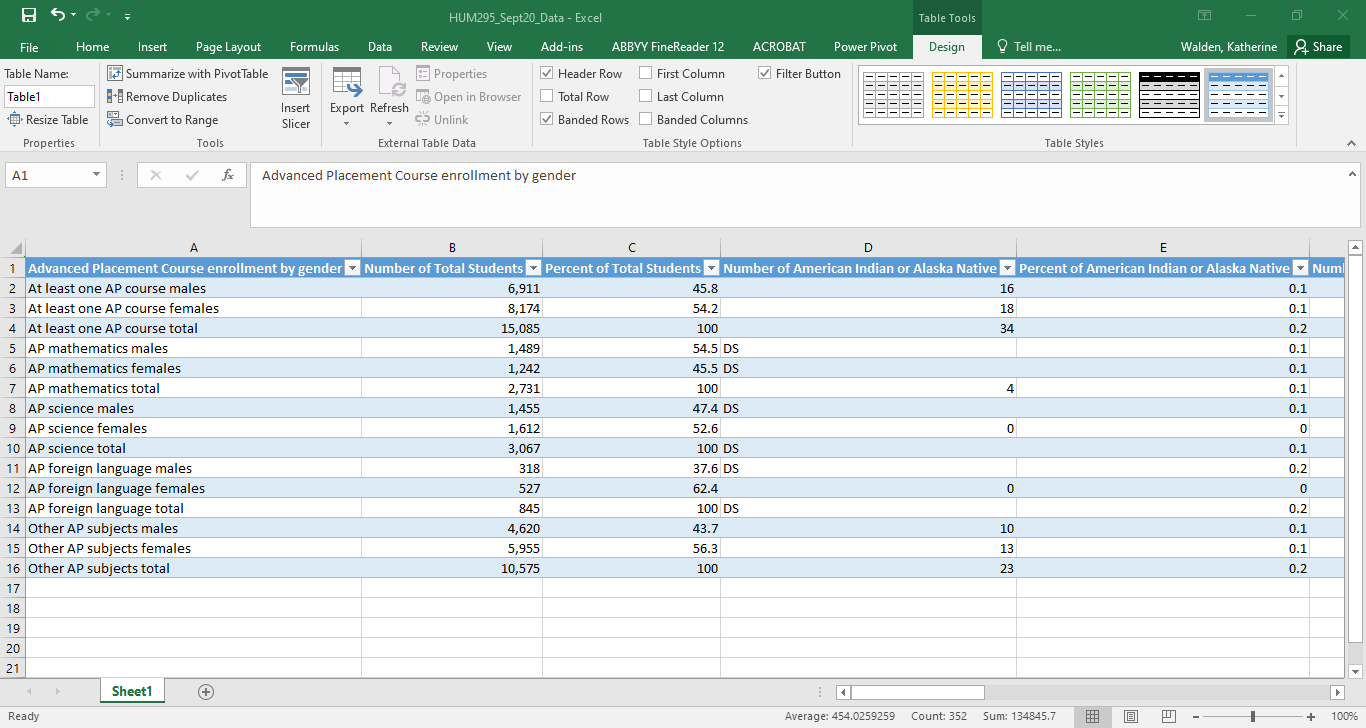 HUM295_Sept20_Data - Excel
Table Tools
File Home Insert Page Layout Formulas Data Review View Add-ins ABBYY FineReader 12 ACROBAT Power Pivot Design Tell me... Walden, Katherine Share
Table Name:
Table1
Resize Table
Properties
Summarize with PivotTable
Remove Duplicates
Convert to Range
Tools
Insert
Slicer
Export
Refresh
Properties
Open in Browser
Unlink
External Table Data
Header Row First Column Filter Button
Total Row Last Column
Banded Rows Banded Columns
Table Style Options
Table Styles
A1 fx Advanced Placement Course enrollment by gender
A B C D E
1 Advanced Placement Course enrollment by gender Number of Total Students Percent of Total Students Number of American Indian or Alaska Native Percent of American Indian or Alaska Native
2 At least one AP course males 6,911 45.8 16 0.1
3 At least one AP course females 8,174 54.2 18 0.1
4 At least one AP course total 15,085 100 34 0.2
5 AP mathematics males 1,489 54.5 DS 0.1
6 AP mathematics females 1,242 45.5 DS 0.1
7 AP mathematics total 2,731 100 4 0.1
8 AP science males 1,455 47.4 DS 0.1
9 AP science females 1,612 52.6 0 0
10 AP science total 3,067 100 DS 0.1
11 AP foreign language males 318 37.6 DS 0.2
12 AP foreign language females 527 62.4 0 0
13 AP foreign language total 845 100 DS 0.2
14 Other AP subjects males 4,620 43.7 10 0.1
15 Other AP subjects females 5,955 56.3 13 0.1
16 Other AP subjects total 10,575 100 23 0.2
17
18
19
20
21
Sheet1
Ready Average: 454.0259259 Count: 352 Sum: 134845.7 100%